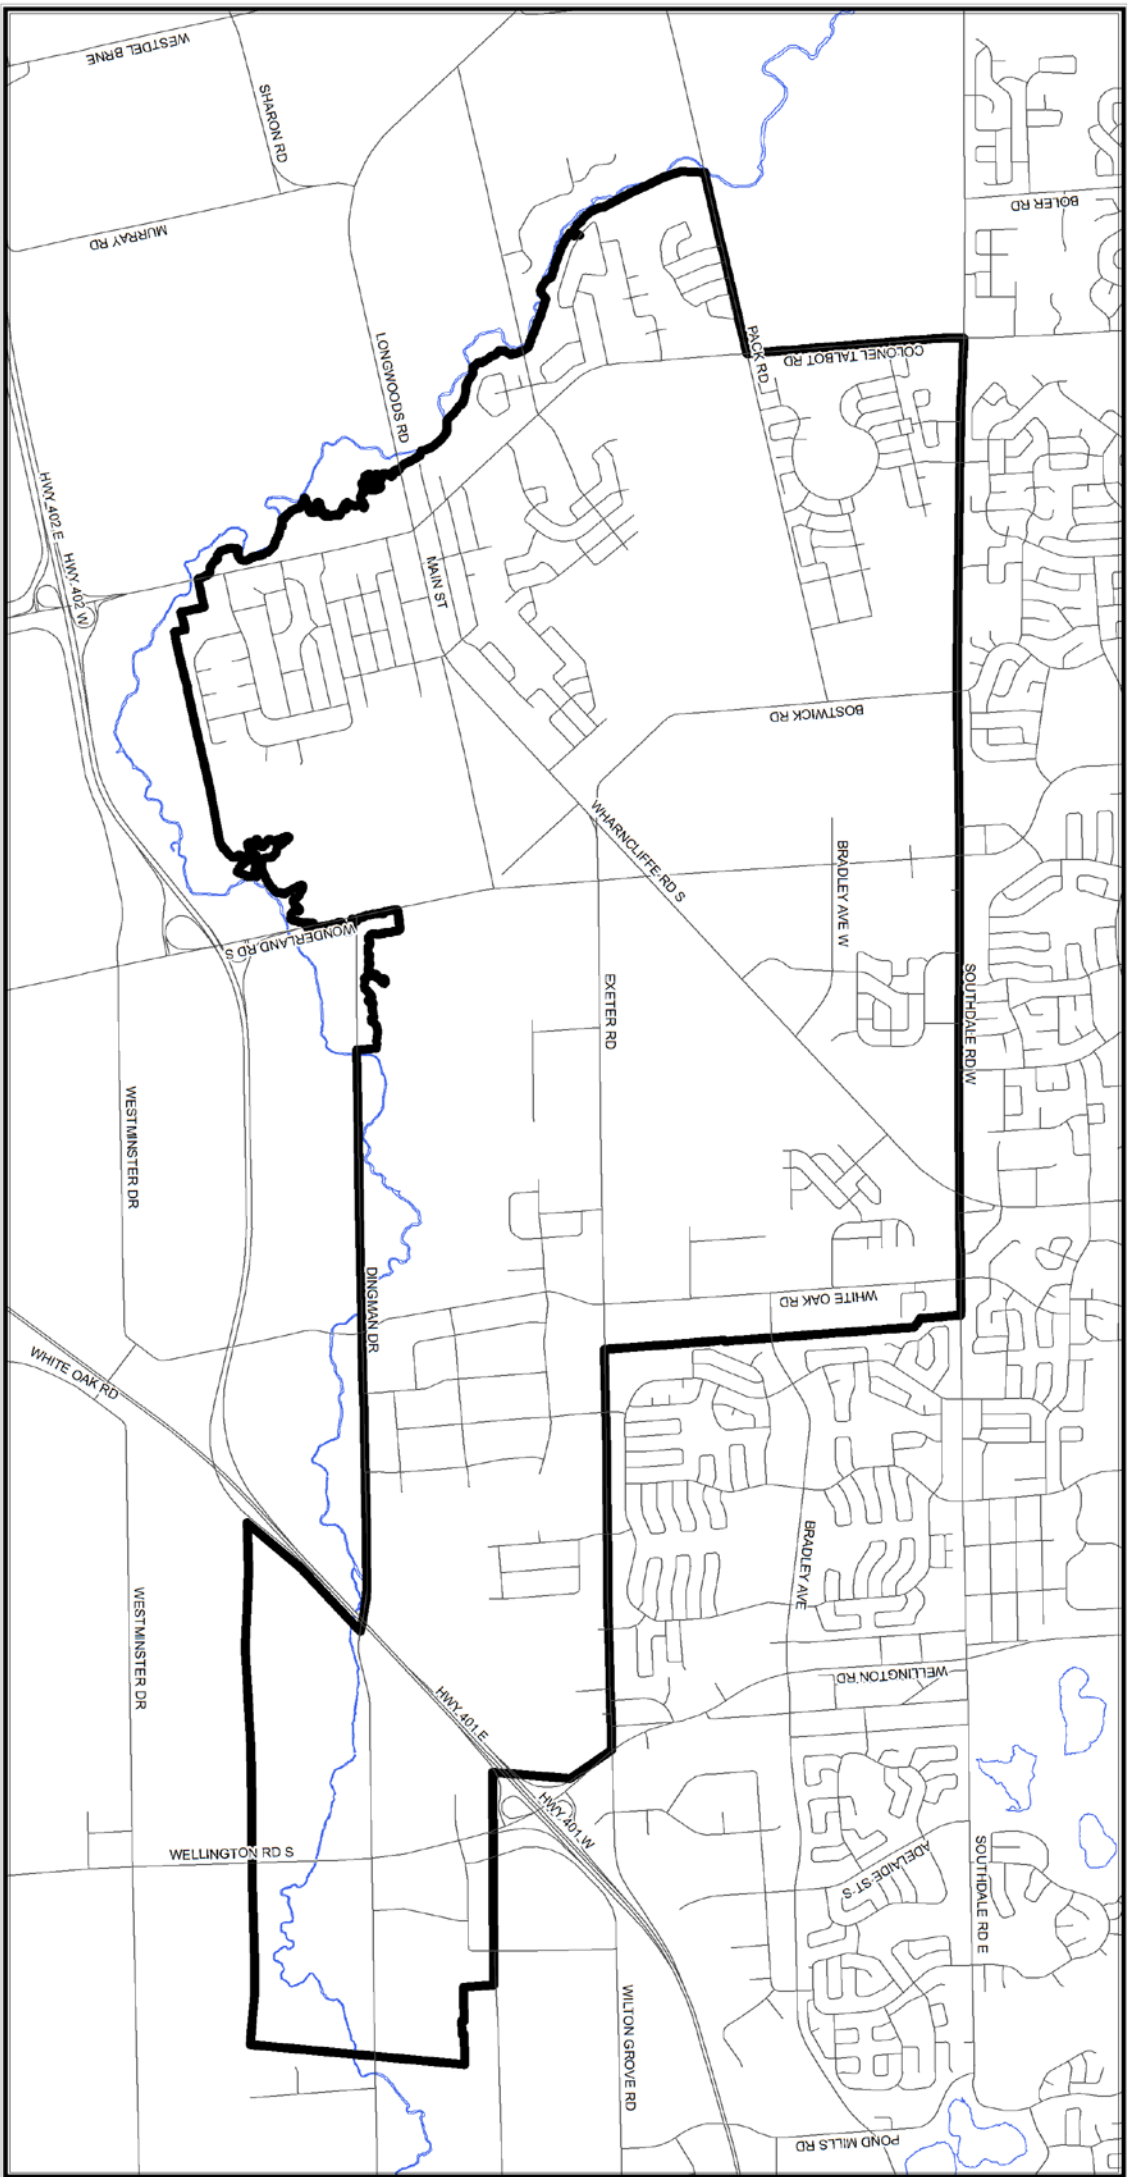 WESTDEL BRNE
SHARON RD
MURRAY RD
BOLER RD
LONGWOODS RD
PACK RD
COLONEL TALBOT RD
HWY 402 E
HWY 402 W
MAIN ST
BOSTWICK RD
WHARNCLIFFE RD S
BRADLEY AVE W
WONDERLAND RD S
EXETER RD
SOUTHDALE RD W
WESTMINSTER DR
DINGMAN DR
WHITE OAK RD
WHITE OAK RD
BRADLEY AVE
WESTMINSTER DR
WELLINGTON RD
HWY 401 E
HWY 401 W
WELLINGTON RD S
ADELAIDE ST S
SOUTHDALE RD E
WILTON GROVE RD
POND MILLS RD